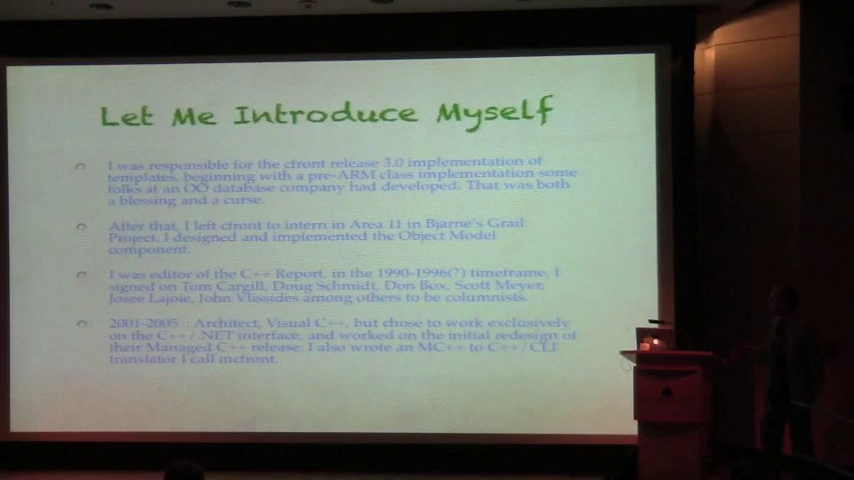 Let Me Introduce Myself
I was responsible for the cfront release 3.0 implementation of
templates, beginning with a pre-ARM class implementation some
folks at an OO database company had developed. That was both
a blessing and a curse.
After that, I left cfront to intern in Area 11 in Bjarne's Grail
Project. I designed and implemented the Object Model
component.
I was editor of the C++ Report, in the 1990-1996(?) timeframe. I
signed on Tom Cargill, Doug Schmidt, Don Box, Scott Meyer,
Josee Lajoie, John Vlissides among others to be columnists.
2001-2005 :: Architect, Visual C++, but chose to work exclusively
on the C++/.NET interface, and worked on the initial redesign of
their Managed C++ release. I also wrote an MC++ to C++/CLI
translator I call mcfront.